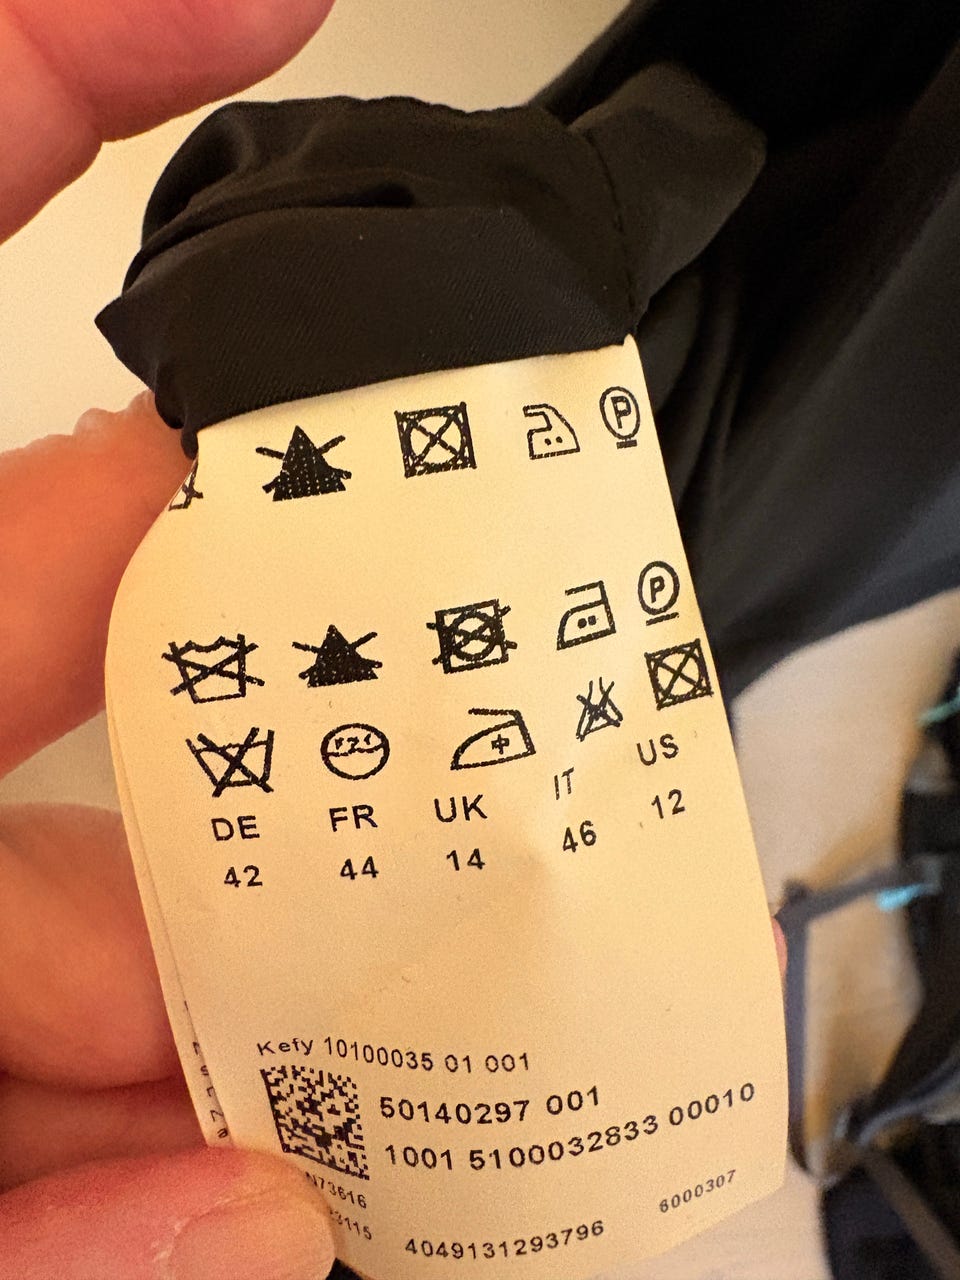 P
P
DE FR UK IT US
42 44 14 46 12
Kefy 10100035 01 001
50140297 001
1001 5100032833 00010
6000307
4049131293796